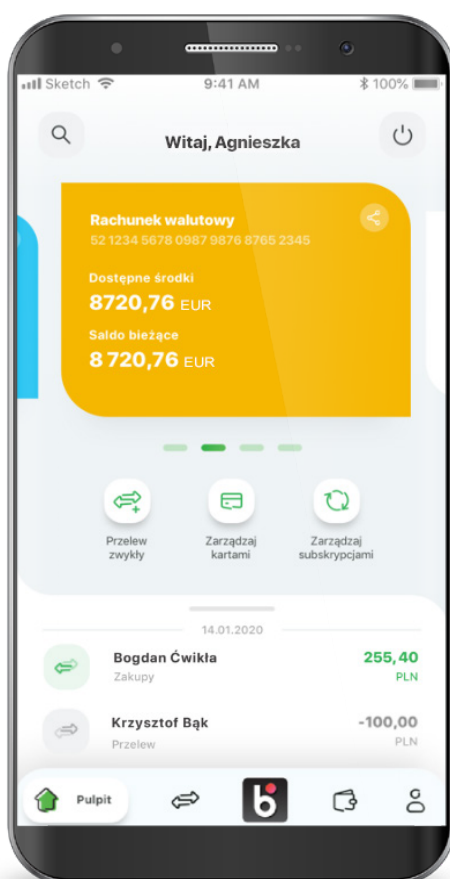 Sketch 9:41 AM 100%
Witaj, Agnieszka
Rachunek walutowy
52 1234 5678 0987 9876 8765 2345
Dostępne środki
8720,76 EUR
Saldo bieżące
8 720,76 EUR
Przelew zwykły
Zarządzaj kartami
Zarządzaj subskrypcjami
14.01.2020
Bogdan Ćwikła 255,40
Zakupy PLN
Krzysztof Bąk -100,00
Przelew PLN
Pulpit b